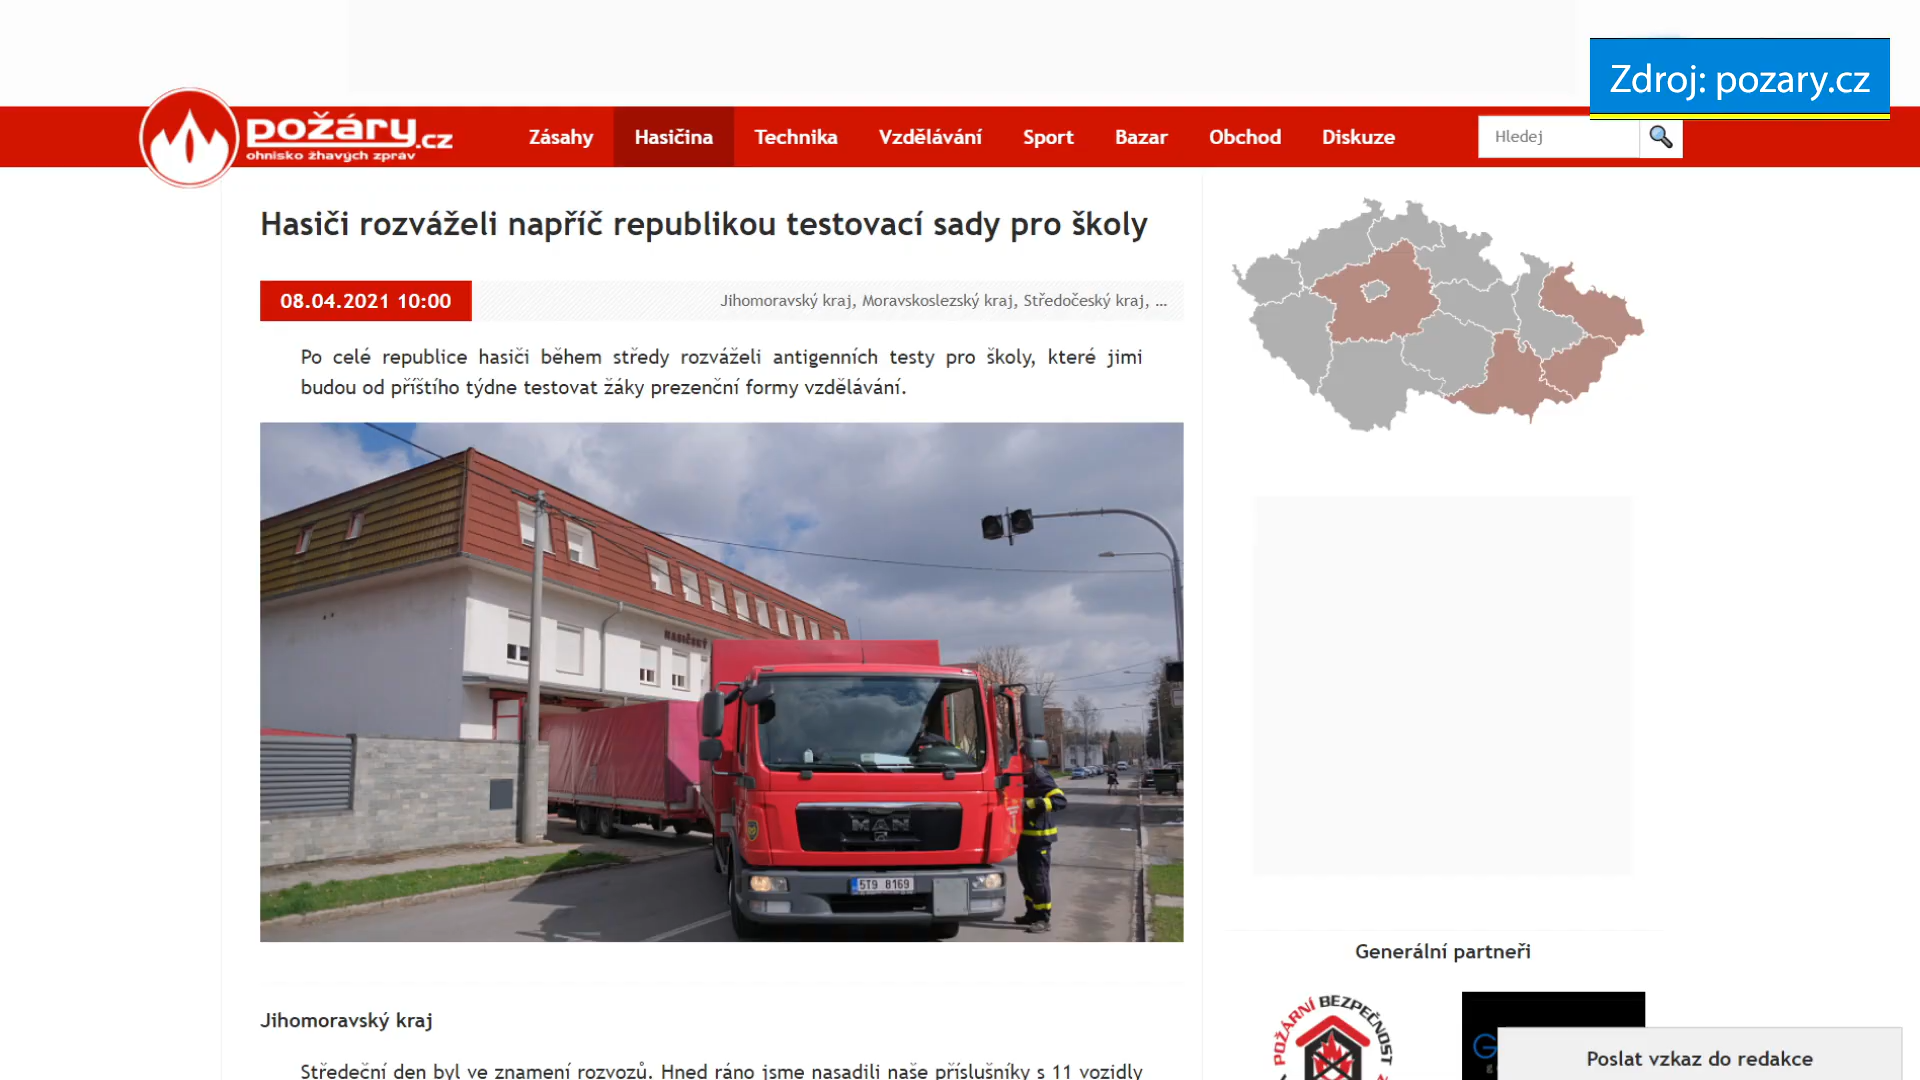 Zdroj: pozary.cz
požáry.cz
ohnisko žhavých zpráv
Zásahy
Hasičina
Technika
Vzdělávání
Sport
Bazar
Obchod
Diskuze
Hledej
Hasiči rozváželi napříč republikou testovací sady pro školy
08.04.2021 10:00
Jihomoravský kraj, Moravskoslezský kraj, Středočeský kraj, ...
Po celé republice hasiči během středy rozváželi antigenních testy pro školy, které jimi
budou od příštího týdne testovat žáky prezenční formy vzdělávání.
HASIČSKÝ
MAN
5T9 8169
Generální partneři
POŽÁRNÍ BEZPEČNOST
G
Poslat vzkaz do redakce
Jihomoravský kraj
Středeční den byl ve znamení rozvozů. Hned ráno jsme nasadili naše příslušníky s 11 vozidly